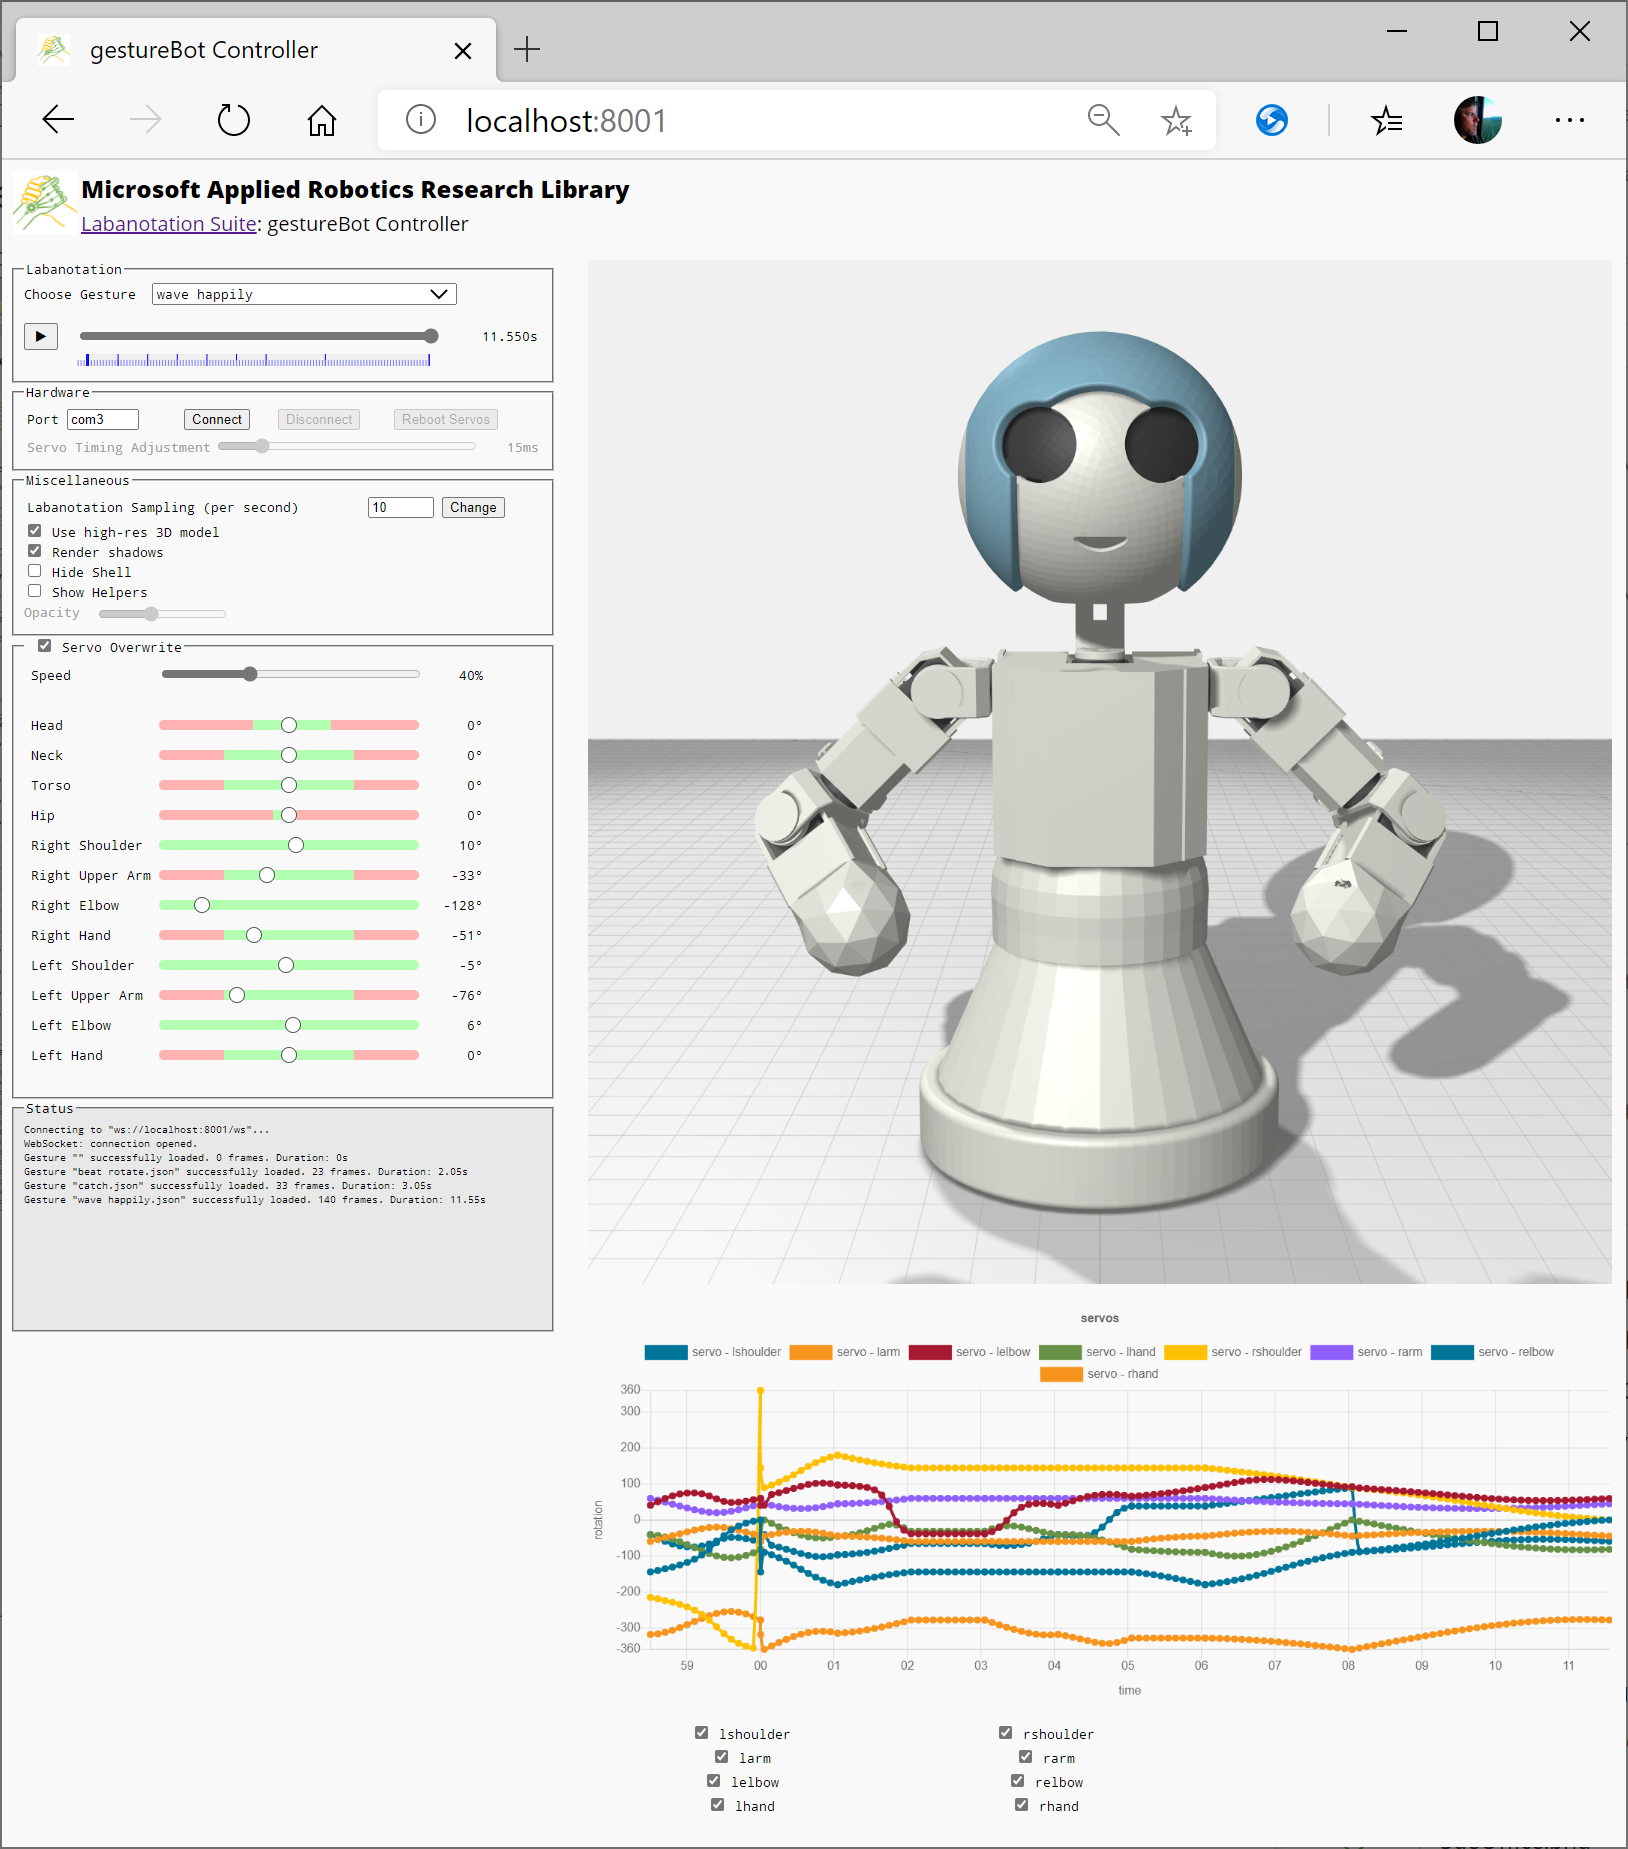 gestureBot Controller
localhost:8001
Microsoft Applied Robotics Research Library
Labanotation Suite: gestureBot Controller
Labanotation
Choose Gesture wave happily
11.550s
Hardware
Port com3 Connect Disconnect Reboot Servos
Servo Timing Adjustment 15ms
Miscellaneous
Labanotation Sampling (per second) 10 Change
Use high-res 3D model
Render shadows
Hide Shell
Show Helpers
Opacity
Servo Overwrite
Speed 40%
Head 0°
Neck 0°
Torso 0°
Hip 0°
Right Shoulder 10°
Right Upper Arm -33°
Right Elbow -128°
Right Hand -51°
Left Shoulder -5°
Left Upper Arm -76°
Left Elbow 6°
Left Hand 0°
Status
Connecting to "ws://localhost:8001/ws"...
WebSocket: connection opened.
Gesture "" successfully loaded. 0 frames. Duration: 0s
Gesture "beat rotate.json" successfully loaded. 23 frames. Duration: 2.05s
Gesture "catch.json" successfully loaded. 33 frames. Duration: 3.05s
Gesture "wave happily.json" successfully loaded. 140 frames. Duration: 11.55s
servos
servo - lshoulder servo - larm servo - lelbow servo - lhand servo - rshoulder servo - rarm servo - relbow
servo - rhand
360
300
200
100
0
-100
-200
-300
-360
rotation
59 00 01 02 03 04 05 06 07 08 09 10 11
time
lshoulder rshoulder
larm rarm
lelbow relbow
lhand rhand